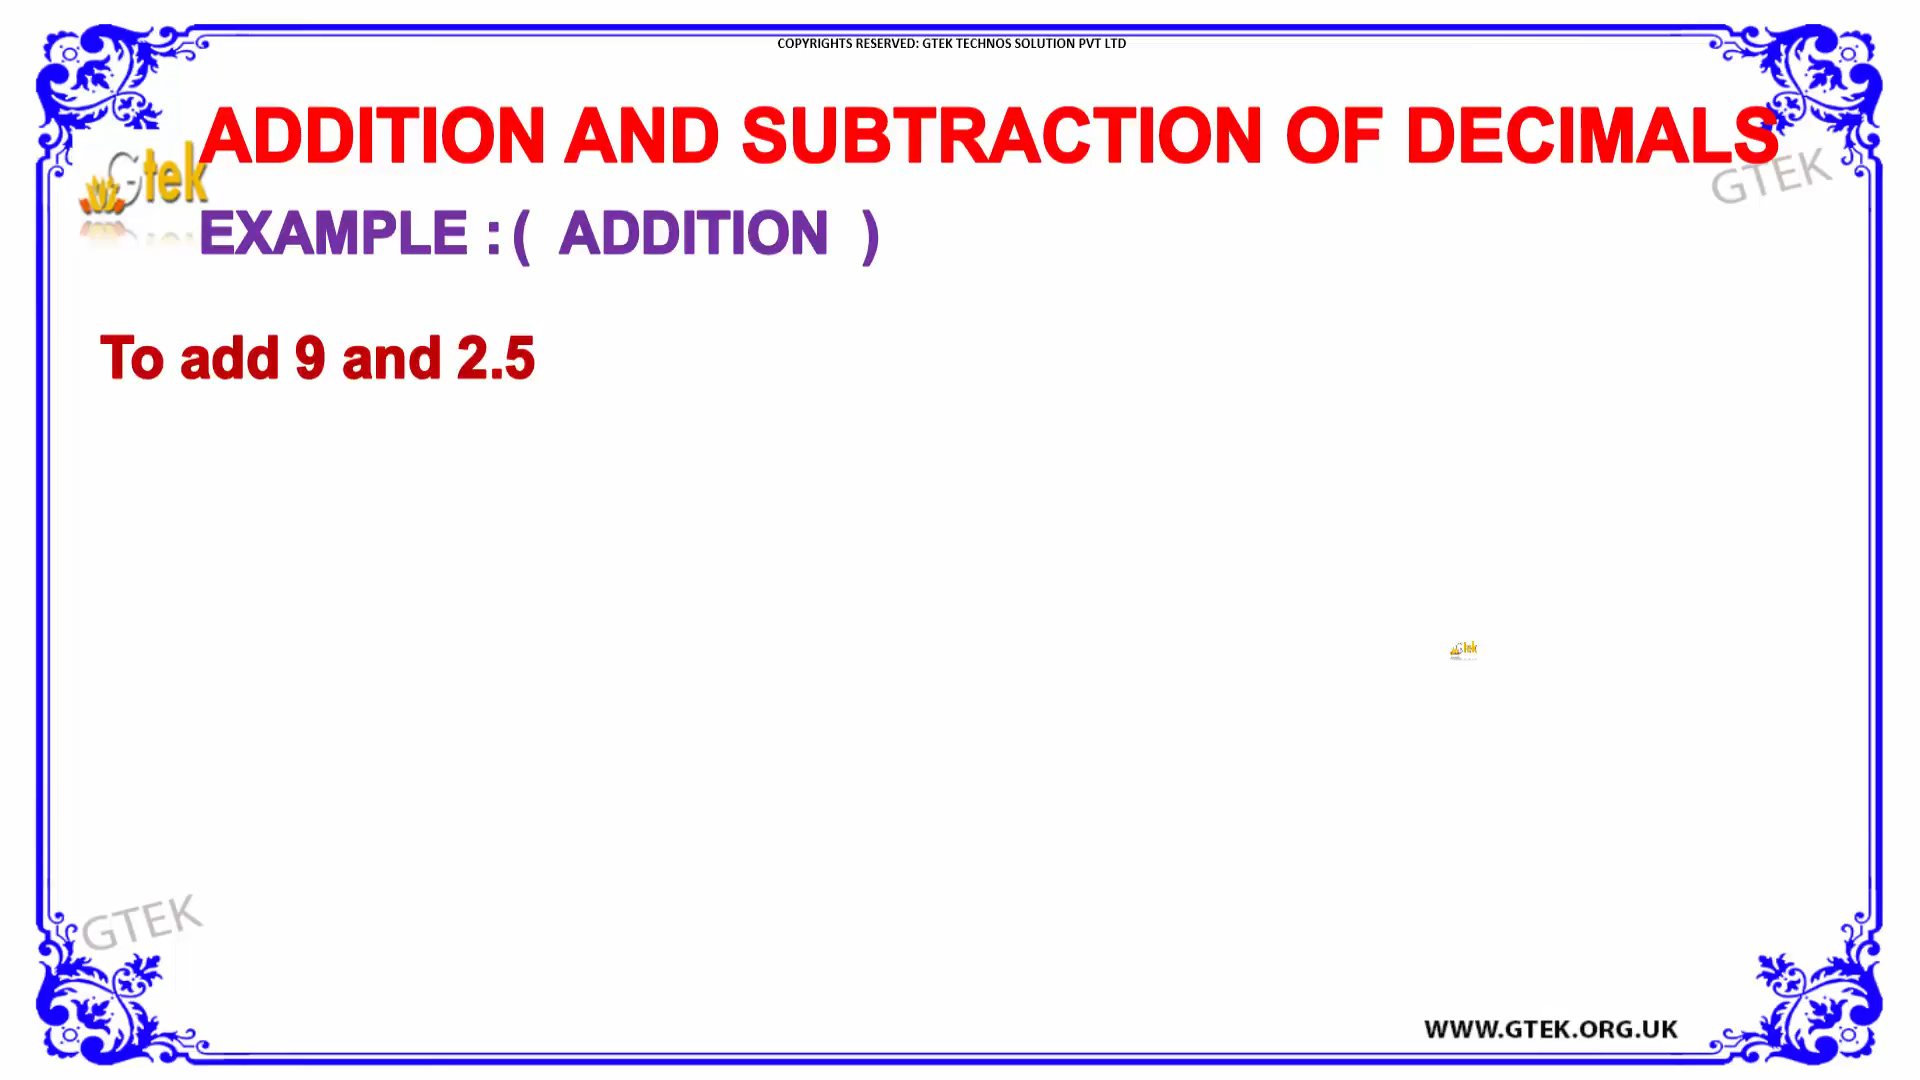 COPYRIGHTS RESERVED: GTEK TECHNOS SOLUTION PVT LTD
ADDITION AND SUBTRACTION OF DECIMALS
Gtek
GTEK
EXAMPLE : ( ADDITION )
To add 9 and 2.5
Gtek
GTEK
WWW.GTEK.ORG.UK